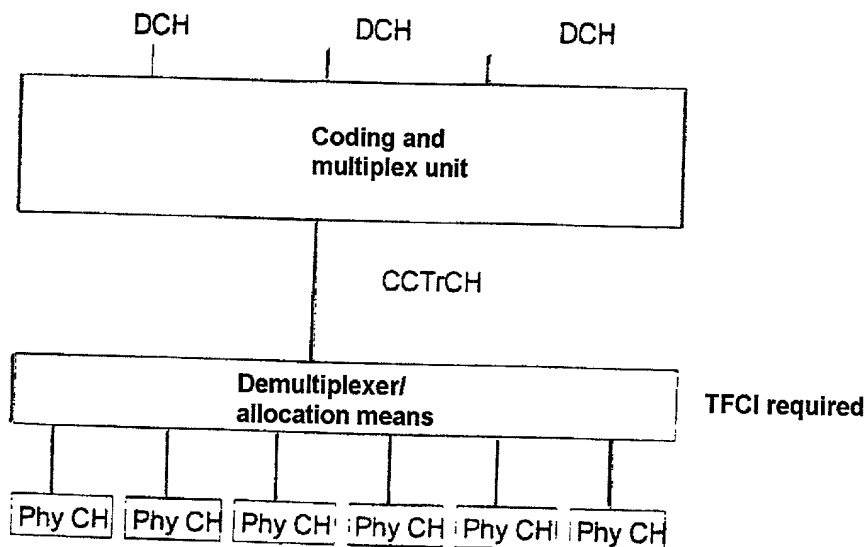 DCH DCH DCH
Coding and
multiplex unit
CCTrCH
Demultiplexer/
allocation means
TFCI required
Phy CH Phy CH Phy CH Phy CH Phy CH Phy CH